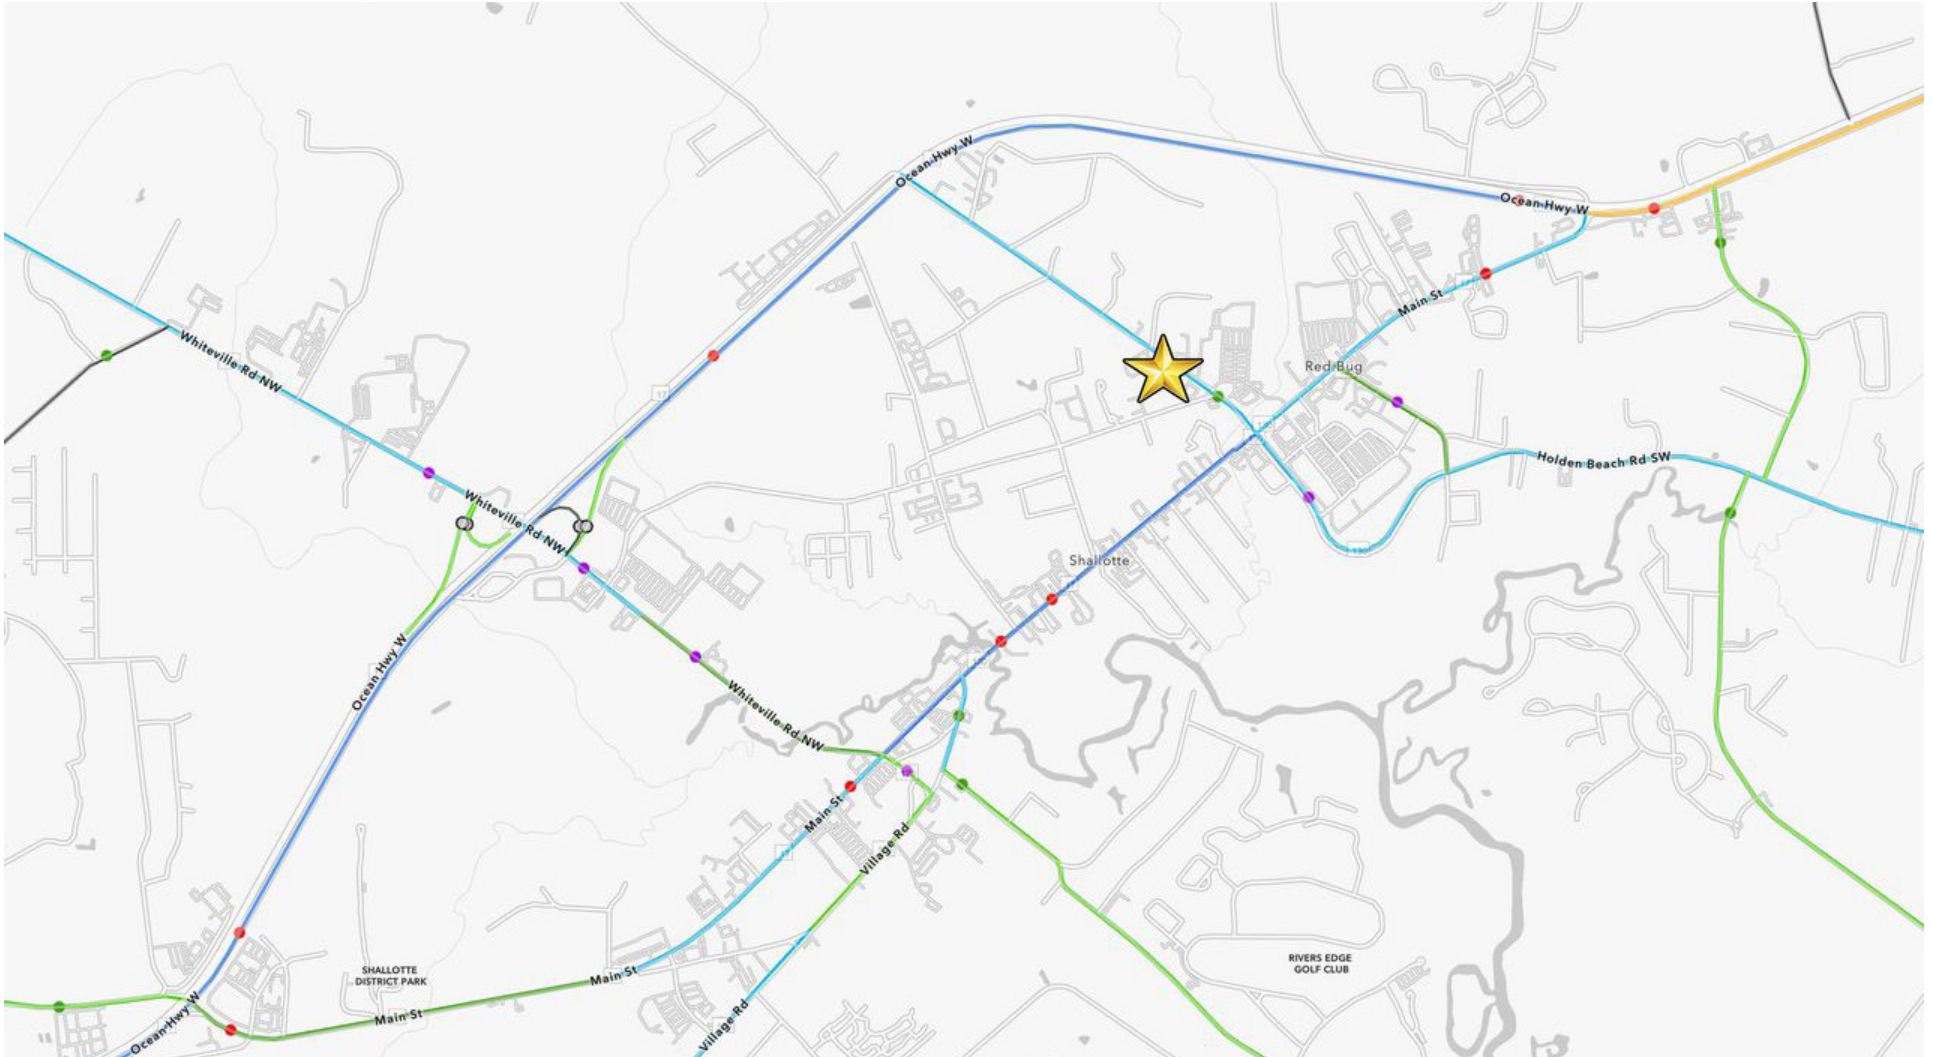 Ocean Hwy W
Ocean Hwy W
Main St
Whiteville Rd NW
Red Bug
17
Holden Beach Rd SW
Whiteville Rd NW
Shallotte
130
Ocean Hwy W
Whiteville Rd NW
Main St
Village Rd
SHALLOTTE
DISTRICT PARK
Main St
RIVERS EDGE
GOLF CLUB
Main St
Ocean Hwy W
Village Rd